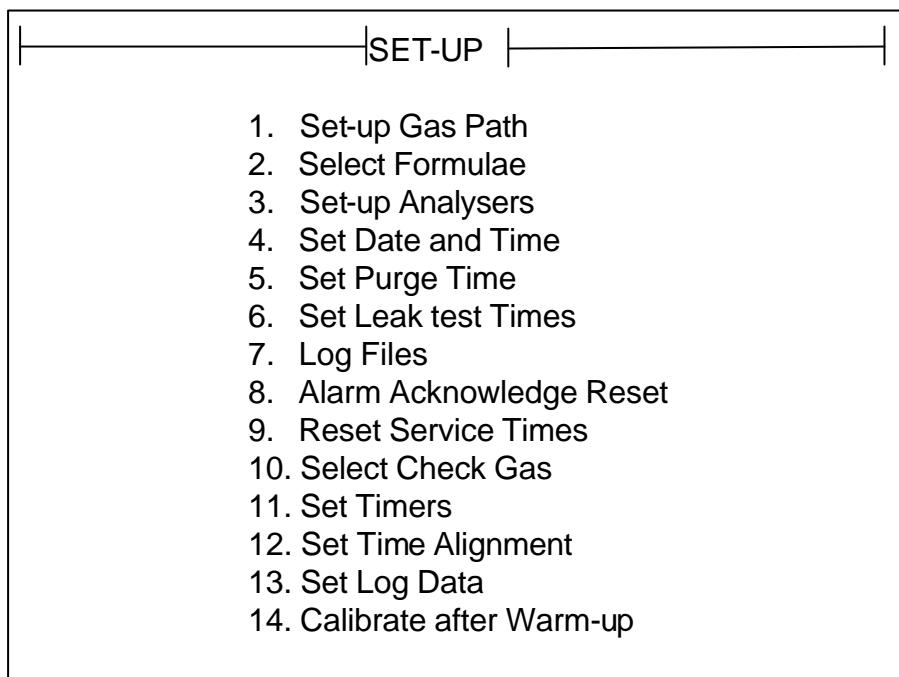 SET-UP
1. Set-up Gas Path
2. Select Formulae
3. Set-up Analysers
4. Set Date and Time
5. Set Purge Time
6. Set Leak test Times
7. Log Files
8. Alarm Acknowledge Reset
9. Reset Service Times
10. Select Check Gas
11. Set Timers
12. Set Time Alignment
13. Set Log Data
14. Calibrate after Warm-up